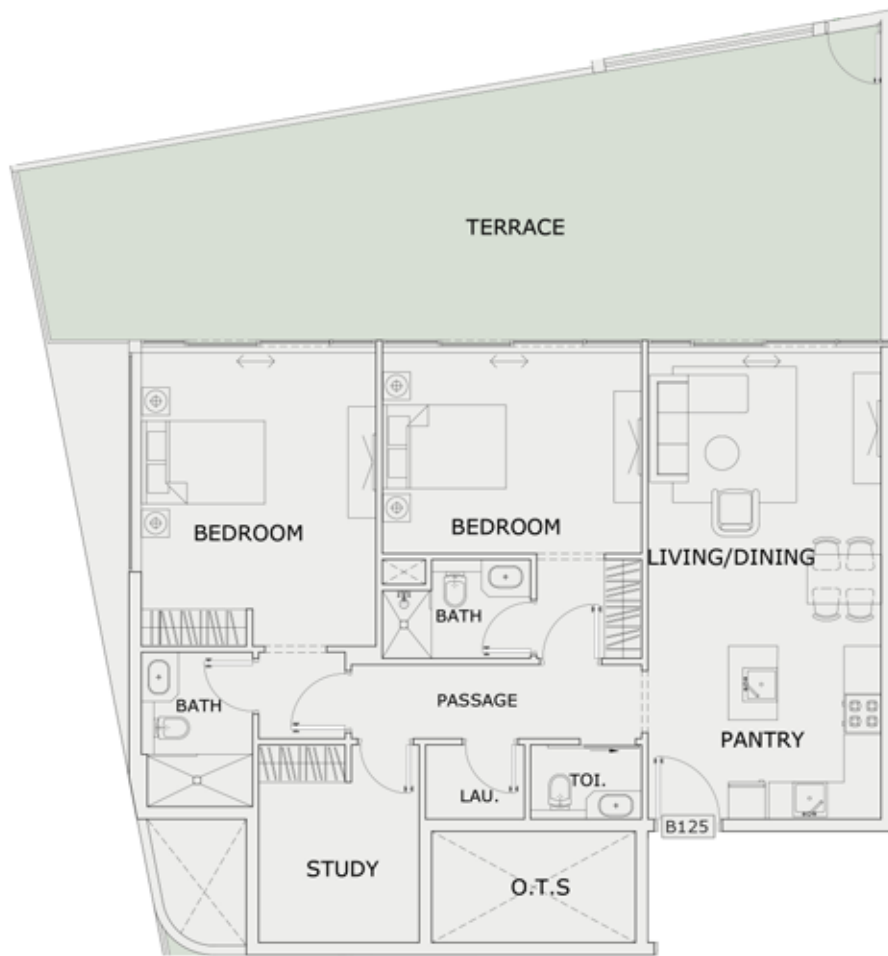 TERRACE
BEDROOM
BEDROOM
LIVING/DINING
BATH
PASSAGE
BATH
PANTRY
TOI.
LAU.
B125
STUDY
O.T.S